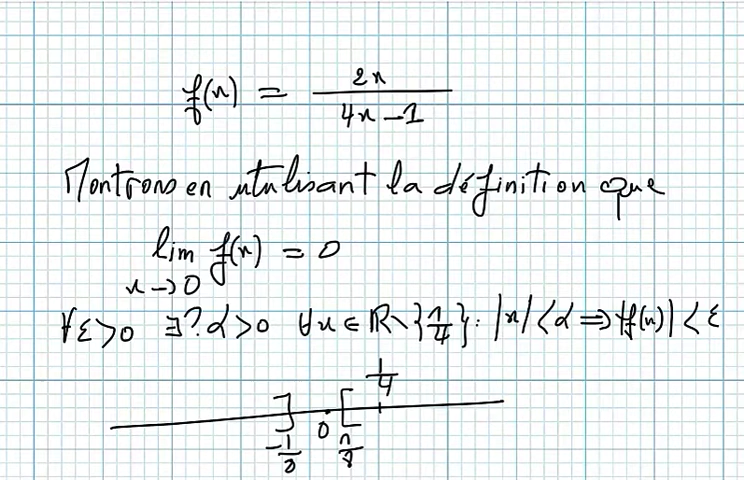 f(x) = 2x / 4x - 1
Montrons en utulisant la définition que
lim f(x) = 0
x→0
∀ε>0 ∃? α>0 ∀x ∈ ℝ∖{1/4}: |x|<α ⇒ |f(x)|<ε
1/4
] 0 [
-1/8 1/8